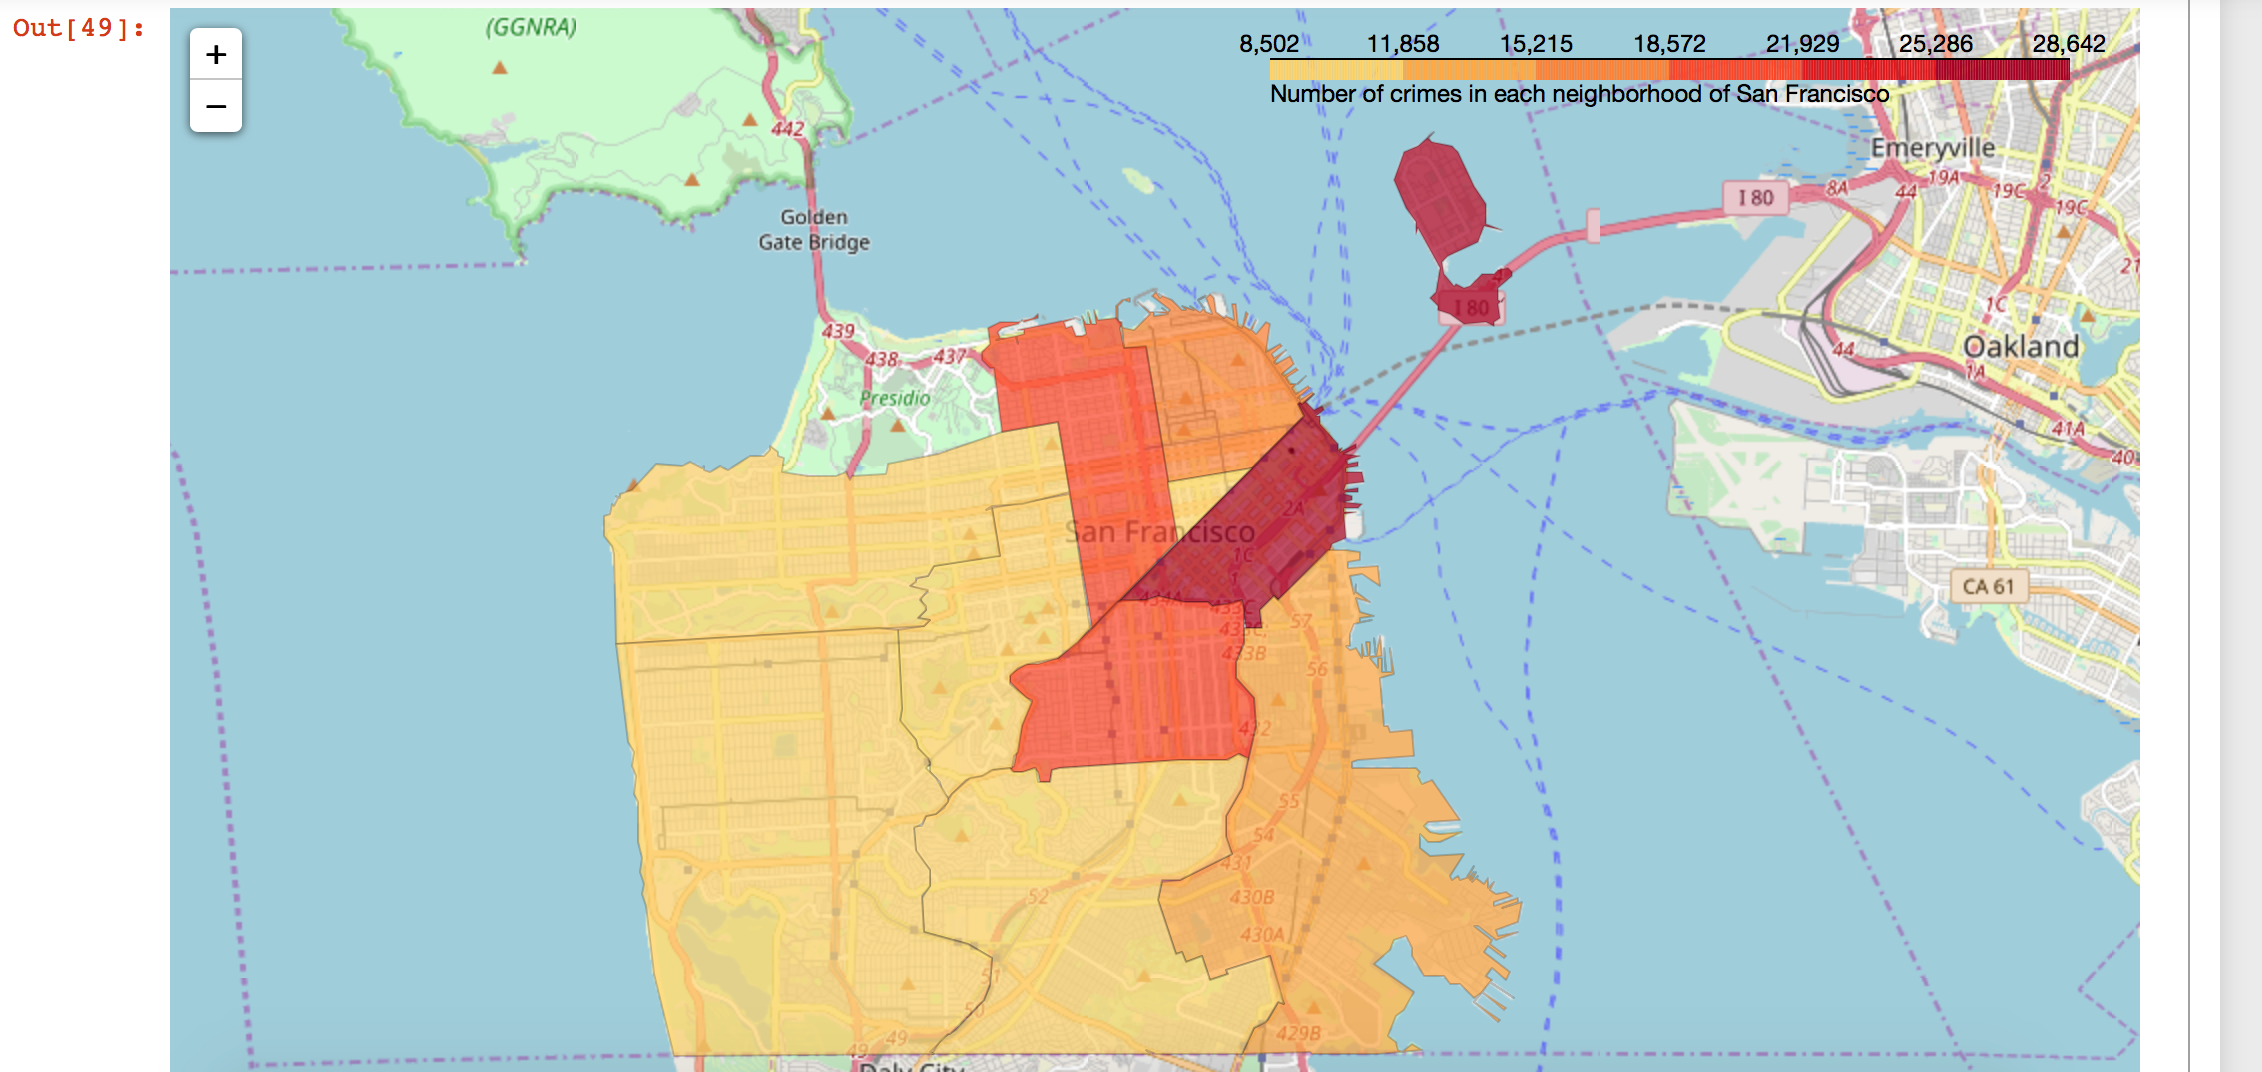 Out[49]:
(GGNRA)
+
−
8,502 11,858 15,215 18,572 21,929 25,286 28,642
Number of crimes in each neighborhood of San Francisco
442
Emeryville
19A
8A
44
19C
2
19C
I 80
Golden
Gate Bridge
21
I 80
1C
439
438
437
44
Oakland
1A
Presidio
41A
40
2A
San Francisco
1C
1
CA 61
434A
433C
433C,
57
433B
56
432
55
54
431
52
430B
430A
51
50
49
49
429B
Daly City